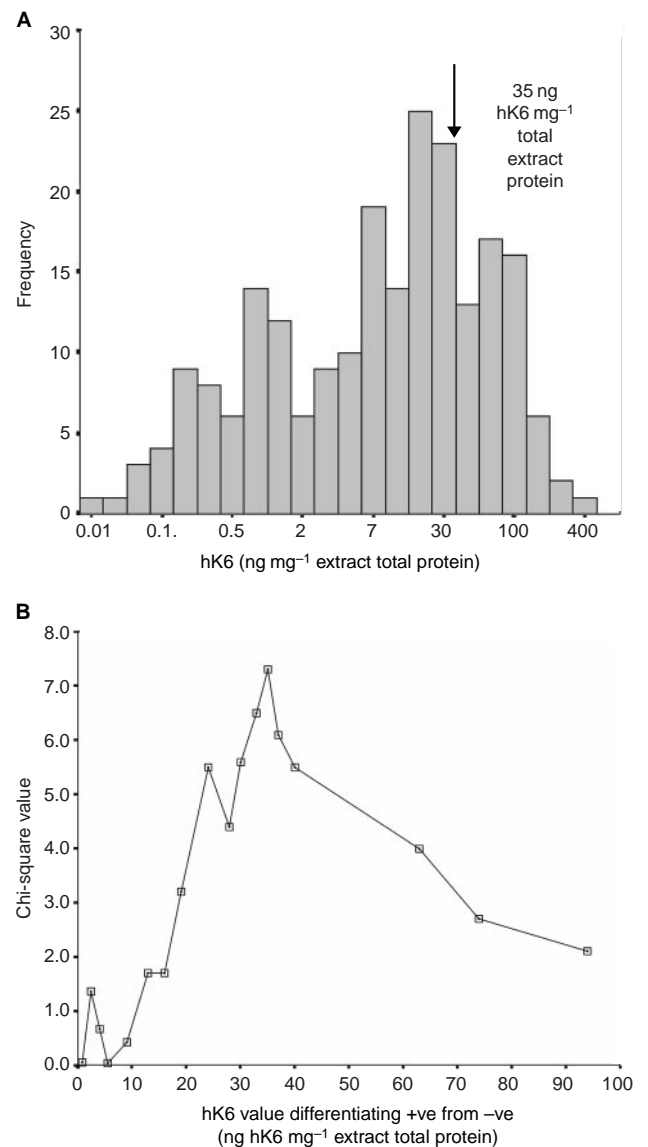 A
30
25
20
15
10
5
0
Frequency
35 ng
hK6 mg⁻¹
total
extract
protein
0.01 0.1. 0.5 2 7 30 100 400
hK6 (ng mg⁻¹ extract total protein)
B
8.0
7.0
6.0
5.0
4.0
3.0
2.0
1.0
0.0
Chi-square value
0 10 20 30 40 50 60 70 80 90 100
hK6 value differentiating +ve from –ve
(ng hK6 mg⁻¹ extract total protein)